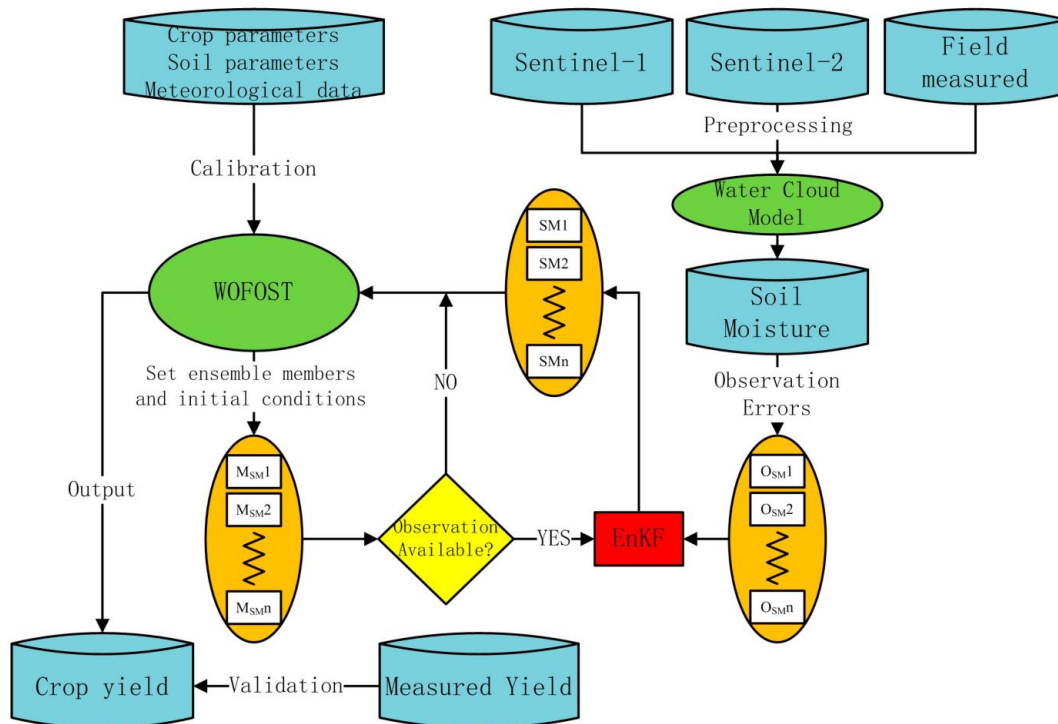 Crop parameters
Soil parameters
Meteorological data
Sentinel-1
Sentinel-2
Field
measured
Preprocessing
Calibration
Water Cloud
Model
SM1
SM2
SMn
WOFOST
Soil
Moisture
Set ensemble members
and initial conditions
NO
Observation
Errors
MSM1
MSM2
MSMn
Output
Observation
Available?
YES
EnKF
OSM1
OSM2
OSMn
Crop yield
Validation
Measured Yield